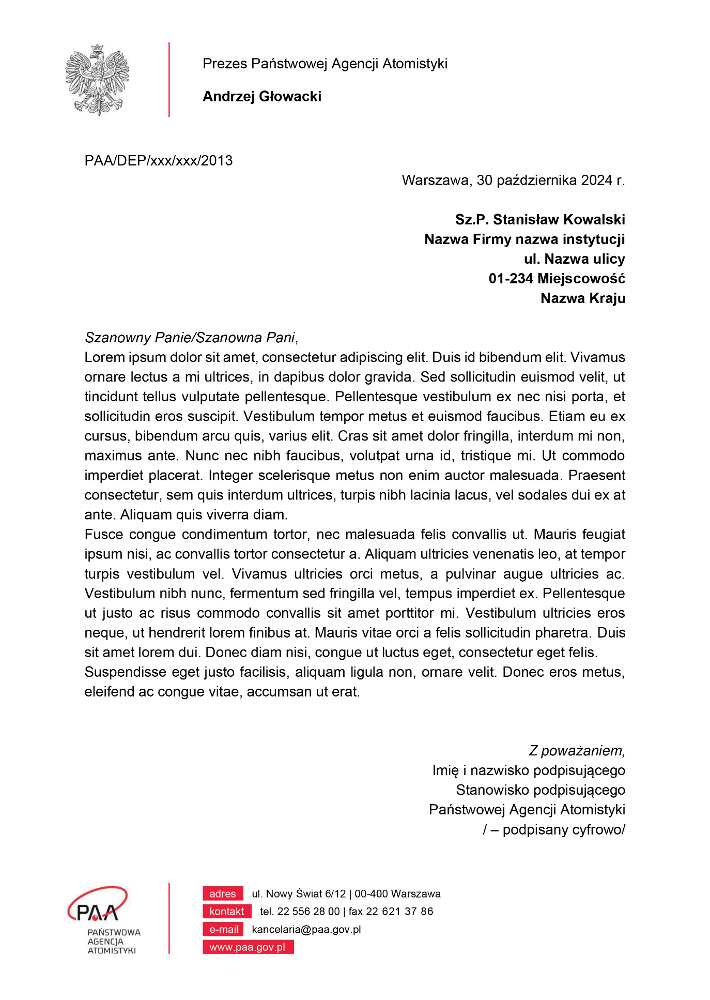 Prezes Państwowej Agencji Atomistyki
Andrzej Głowacki
PAA/DEP/xxx/xxx/2013
Warszawa, 30 października 2024 r.
Sz.P. Stanisław Kowalski
Nazwa Firmy nazwa instytucji
ul. Nazwa ulicy
01-234 Miejscowość
Nazwa Kraju
Szanowny Panie/Szanowna Pani,
Lorem ipsum dolor sit amet, consectetur adipiscing elit. Duis id bibendum elit. Vivamus
ornare lectus a mi ultrices, in dapibus dolor gravida. Sed sollicitudin euismod velit, ut
tincidunt tellus vulputate pellentesque. Pellentesque vestibulum ex nec nisi porta, et
sollicitudin eros suscipit. Vestibulum tempor metus et euismod faucibus. Etiam eu ex
cursus, bibendum arcu quis, varius elit. Cras sit amet dolor fringilla, interdum mi non,
maximus ante. Nunc nec nibh faucibus, volutpat urna id, tristique mi. Ut commodo
imperdiet placerat. Integer scelerisque metus non enim auctor malesuada. Praesent
consectetur, sem quis interdum ultrices, turpis nibh lacinia lacus, vel sodales dui ex at
ante. Aliquam quis viverra diam.
Fusce congue condimentum tortor, nec malesuada felis convallis ut. Mauris feugiat
ipsum nisi, ac convallis tortor consectetur a. Aliquam ultricies venenatis leo, at tempor
turpis vestibulum vel. Vivamus ultricies orci metus, a pulvinar augue ultricies ac.
Vestibulum nibh nunc, fermentum sed fringilla vel, tempus imperdiet ex. Pellentesque
ut justo ac risus commodo convallis sit amet porttitor mi. Vestibulum ultricies eros
neque, ut hendrerit lorem finibus at. Mauris vitae orci a felis sollicitudin pharetra. Duis
sit amet lorem dui. Donec diam nisi, congue ut luctus eget, consectetur eget felis.
Suspendisse eget justo facilisis, aliquam ligula non, ornare velit. Donec eros metus,
eleifend ac congue vitae, accumsan ut erat.
Z poważaniem,
Imię i nazwisko podpisującego
Stanowisko podpisującego
Państwowej Agencji Atomistyki
/ – podpisany cyfrowo/
PAA
PAŃSTWOWA
AGENCJA
ATOMISTYKI
adres ul. Nowy Świat 6/12 | 00-400 Warszawa
kontakt tel. 22 556 28 00 | fax 22 621 37 86
e-mail kancelaria@paa.gov.pl
www.paa.gov.pl